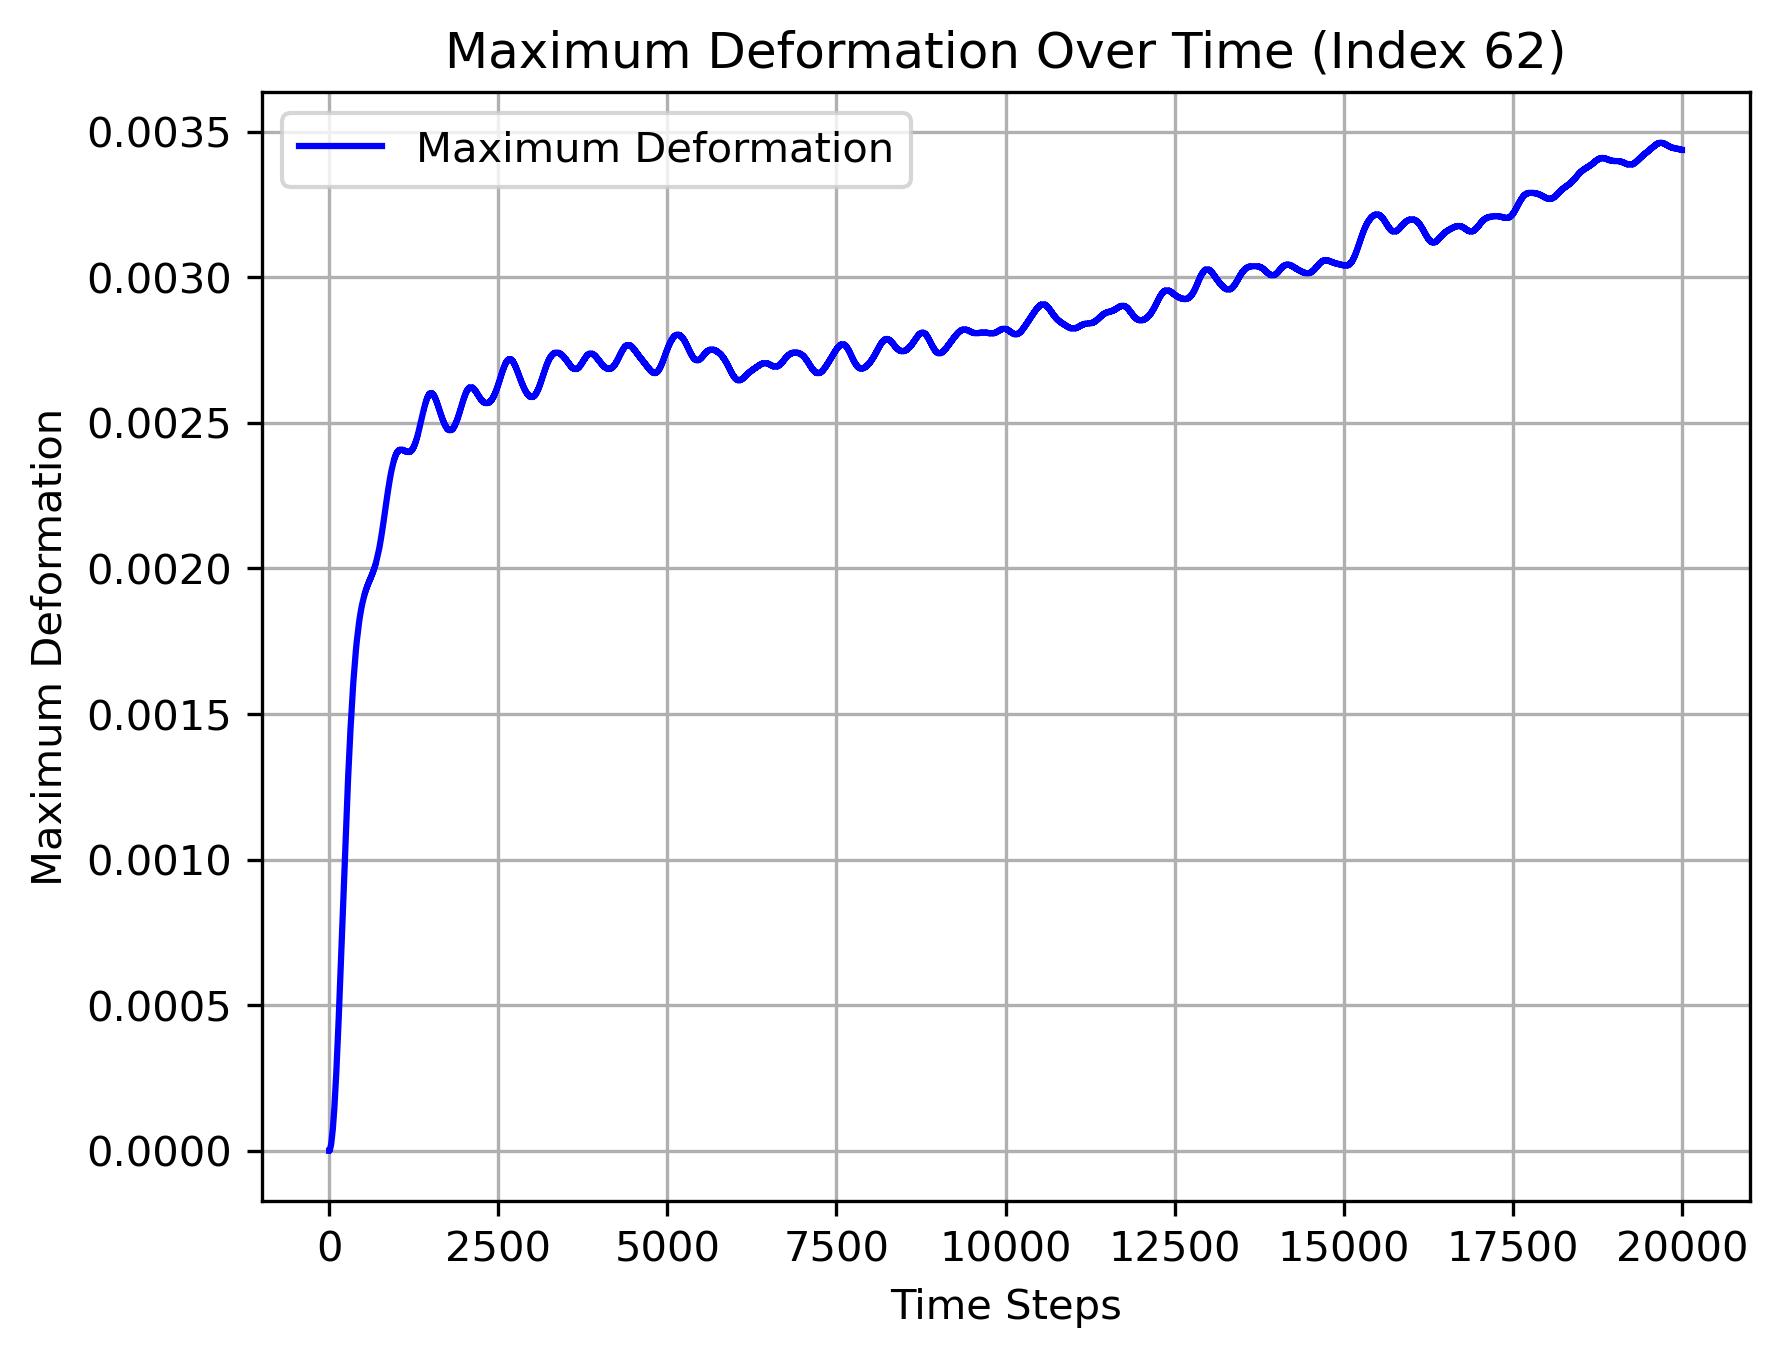 Maximum Deformation Over Time (Index 62)
Maximum Deformation
0.0035
0.0030
0.0025
0.0020
0.0015
0.0010
0.0005
0.0000
Maximum Deformation
0 2500 5000 7500 10000 12500 15000 17500 20000
Time Steps